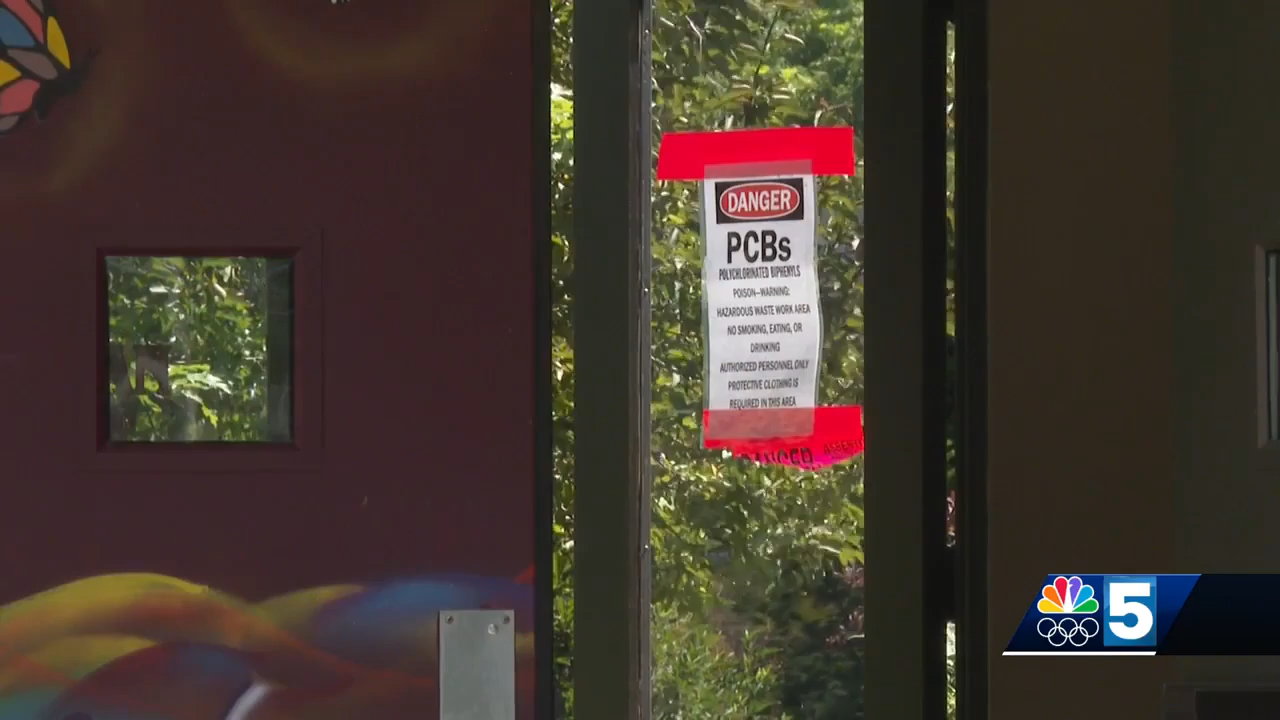 DANGER
PCBs
POLYCHLORINATED BIPHENYLS
POISON—WARNING:
HAZARDOUS WASTE WORK AREA
NO SMOKING, EATING, OR
DRINKING
AUTHORIZED PERSONNEL ONLY
PROTECTIVE CLOTHING IS
REQUIRED IN THIS AREA
DANGER
5